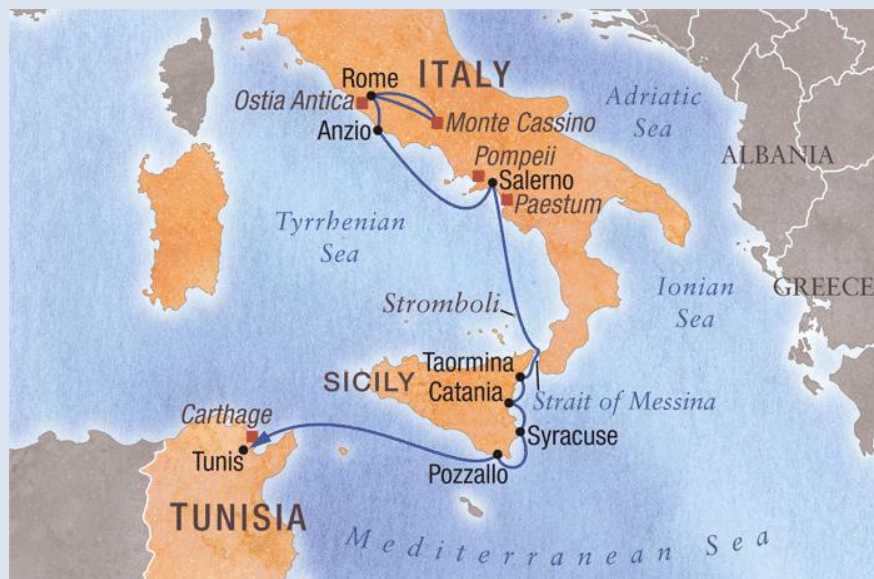 Rome
ITALY
Ostia Antica
Adriatic
Sea
Anzio
Monte Cassino
ALBANIA
Pompeii
Salerno
Paestum
Tyrrhenian
Sea
Ionian
Sea
GREECE
Stromboli
Taormina
SICILY
Catania
Strait of Messina
Carthage
Syracuse
Tunis
Pozzallo
TUNISIA
Mediterranean Sea